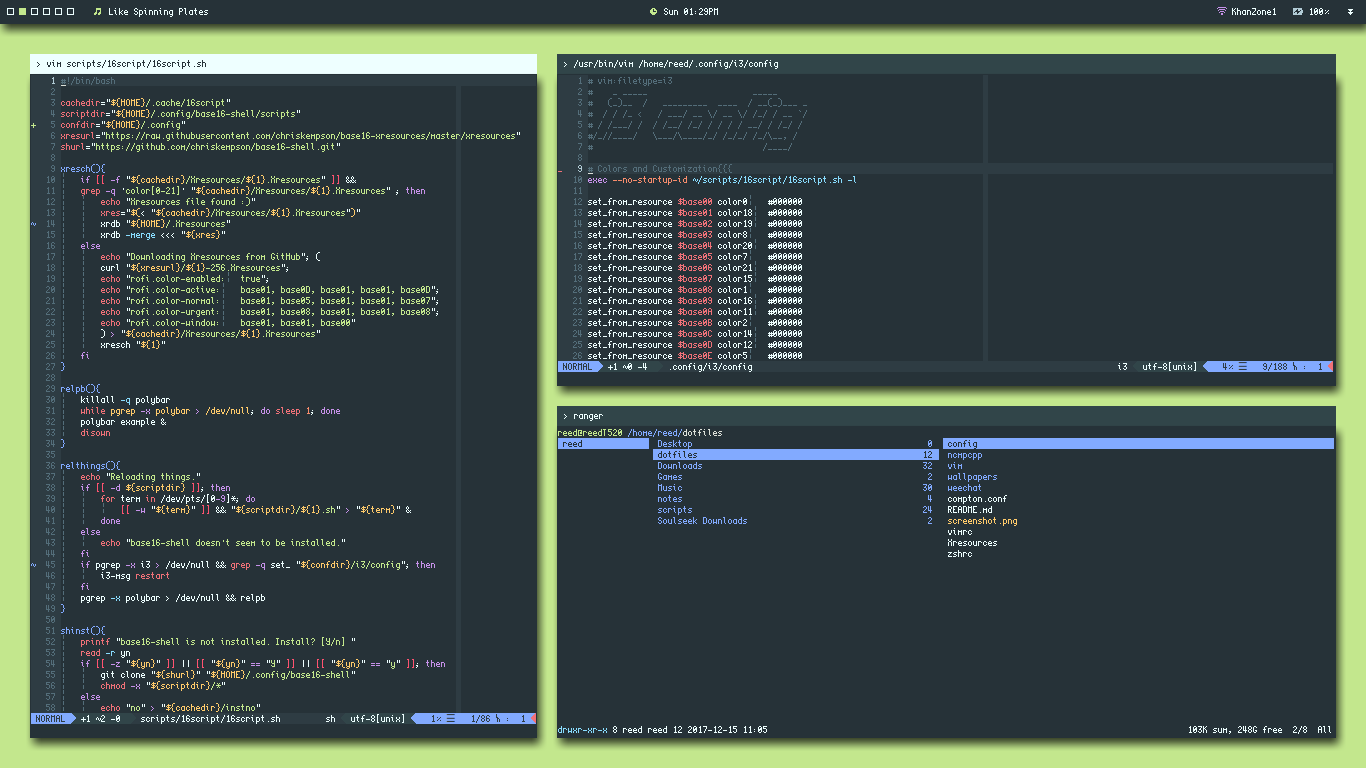 Like Spinning Plates
Sun 01:29PM
KhanZone1
100%
> vim scripts/16script/16script.sh
1 #!/bin/bash
2
3 cachedir="${HOME}/.cache/16script"
4 scriptdir="${HOME}/.config/base16-shell/scripts"
+ 5 confdir="${HOME}/.config"
6 xresurl="https://raw.githubusercontent.com/chriskempson/base16-xresources/master/xresources"
7 shurl="https://github.com/chriskempson/base16-shell.git"
8
9 xresch(){
10 if [[ -f "${cachedir}/Xresources/${1}.Xresources" ]] &&
11 grep -q 'color[0-21]' "${cachedir}/Xresources/${1}.Xresources" ; then
12 echo "Xresources file found :)"
13 xres="$(< "${cachedir}/Xresources/${1}.Xresources")"
~ 14 xrdb "${HOME}/.Xresources"
15 xrdb -merge <<< "${xres}"
16 else
17 echo "Downloading Xresources from GitHub"; (
18 curl "${xresurl}/${1}-256.Xresources";
19 echo "rofi.color-enabled: true";
20 echo "rofi.color-active: base01, base0D, base01, base01, base0D";
21 echo "rofi.color-normal: base01, base05, base01, base01, base07";
22 echo "rofi.color-urgent: base01, base08, base01, base01, base08";
23 echo "rofi.color-window: base01, base01, base00"
24 ) > "${cachedir}/Xresources/${1}.Xresources"
25 xresch "${1}"
26 fi
27 }
28
29 relpb(){
30 killall -q polybar
31 while pgrep -x polybar > /dev/null; do sleep 1; done
32 polybar example &
33 disown
34 }
35
36 relthings(){
37 echo "Reloading things."
38 if [[ -d ${scriptdir} ]]; then
39 for term in /dev/pts/[0-9]*; do
40 [[ -w "${term}" ]] && "${scriptdir}/${1}.sh" > "${term}" &
41 done
42 else
43 echo "base16-shell doesn't seem to be installed."
44 fi
~ 45 if pgrep -x i3 > /dev/null && grep -q set_ "${confdir}/i3/config"; then
46 i3-msg restart
47 fi
48 pgrep -x polybar > /dev/null && relpb
49 }
50
51 shinst(){
52 printf "base16-shell is not installed. Install? [Y/n] "
53 read -r yn
54 if [[ -z "${yn}" ]] || [[ "${yn}" == "Y" ]] || [[ "${yn}" == "y" ]]; then
55 git clone "${shurl}" "${HOME}/.config/base16-shell"
56 chmod -x "${scriptdir}/*"
57 else
58 echo "no" > "${cachedir}/instno"
NORMAL +1 ~2 -0 scripts/16script/16script.sh sh utf-8[unix] 1% ☰ 1/86 : 1
> /usr/bin/vim /home/reed/.config/i3/config
1 # vim:filetype=i3
2 #
3 #
4 #
5 #
6 #
7 #
8
9 # Colors and Customization{{{
10 exec --no-startup-id ~/scripts/16script/16script.sh -l
11
12 set_from_resource $base00 color0 #000000
13 set_from_resource $base01 color18 #000000
14 set_from_resource $base02 color19 #000000
15 set_from_resource $base03 color8 #000000
16 set_from_resource $base04 color20 #000000
17 set_from_resource $base05 color7 #000000
18 set_from_resource $base06 color21 #000000
19 set_from_resource $base07 color15 #000000
20 set_from_resource $base08 color1 #000000
21 set_from_resource $base09 color16 #000000
22 set_from_resource $base0A color11 #000000
23 set_from_resource $base0B color2 #000000
24 set_from_resource $base0C color14 #000000
25 set_from_resource $base0D color12 #000000
26 set_from_resource $base0E color5 #000000
NORMAL +1 ~0 -4 .config/i3/config i3 utf-8[unix] 4% ☰ 9/188 : 1
> ranger
reed@reedT520 /home/reed/dotfiles
reed Desktop 0 config
dotfiles 12 ncmpcpp
Downloads 32 vim
Games 2 wallpapers
Music 30 weechat
notes 4 compton.conf
scripts 24 README.md
Soulseek Downloads 2 screenshot.png
vimrc
Xresources
zshrc
drwxr-xr-x 8 reed reed 12 2017-12-15 11:05 103K sum, 248G free 2/8 All